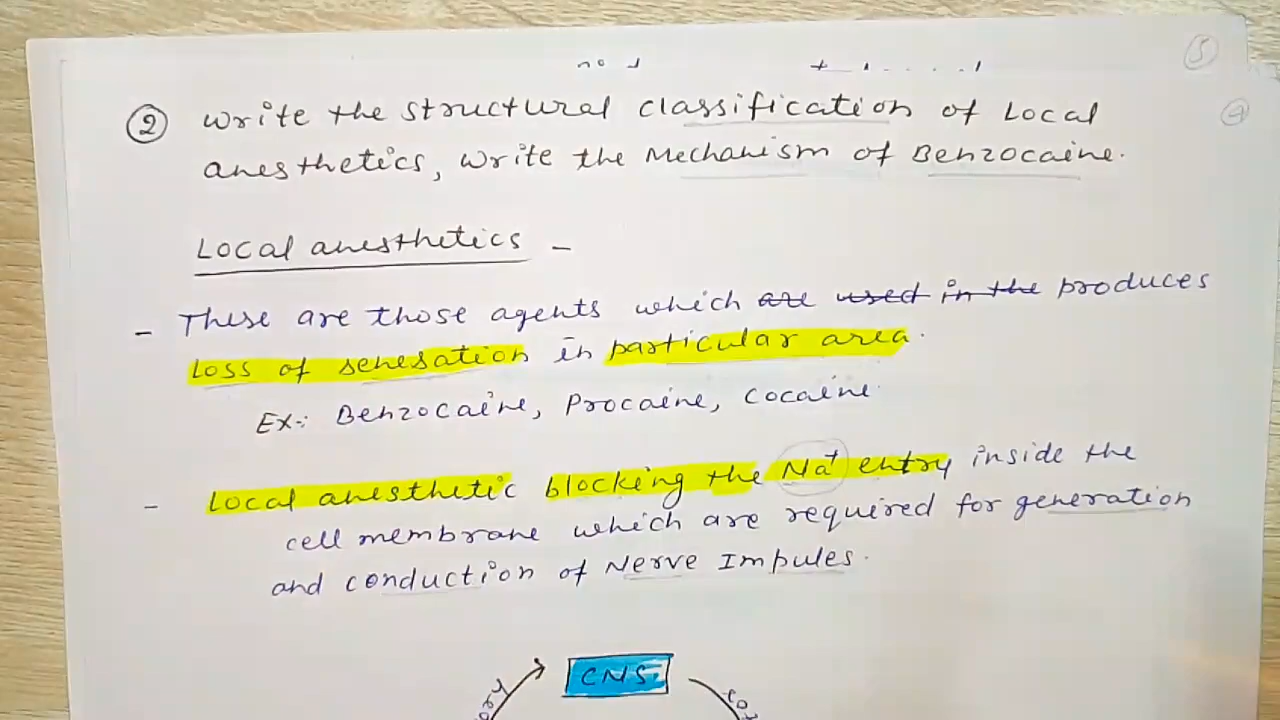 5
② Write the structural classification of Local
anesthetics, Write the Mechanism of Benzocaine.
Local anesthetics -
- These are those agents which are used in the produces
Loss of senesation in particular area.
Ex:- Benzocaine, Procaine, Cocaine
- Local anesthetic blocking the Na+ entry inside the
cell membrane which are required for generation
and conduction of Nerve Impules.
CNS